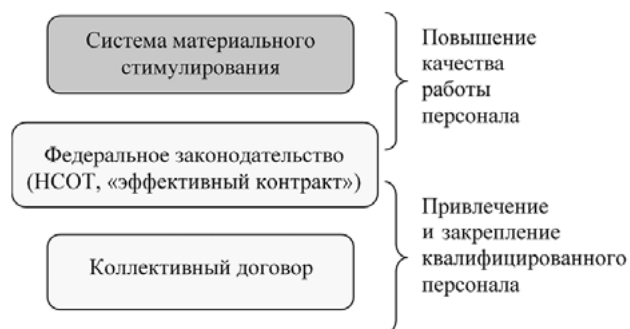 Система материального
стимулирования
Федеральное законодательство
(НСОТ, «эффективный контракт»)
Коллективный договор
Повышение
качества
работы
персонала
Привлечение
и закрепление
квалифицированного
персонала